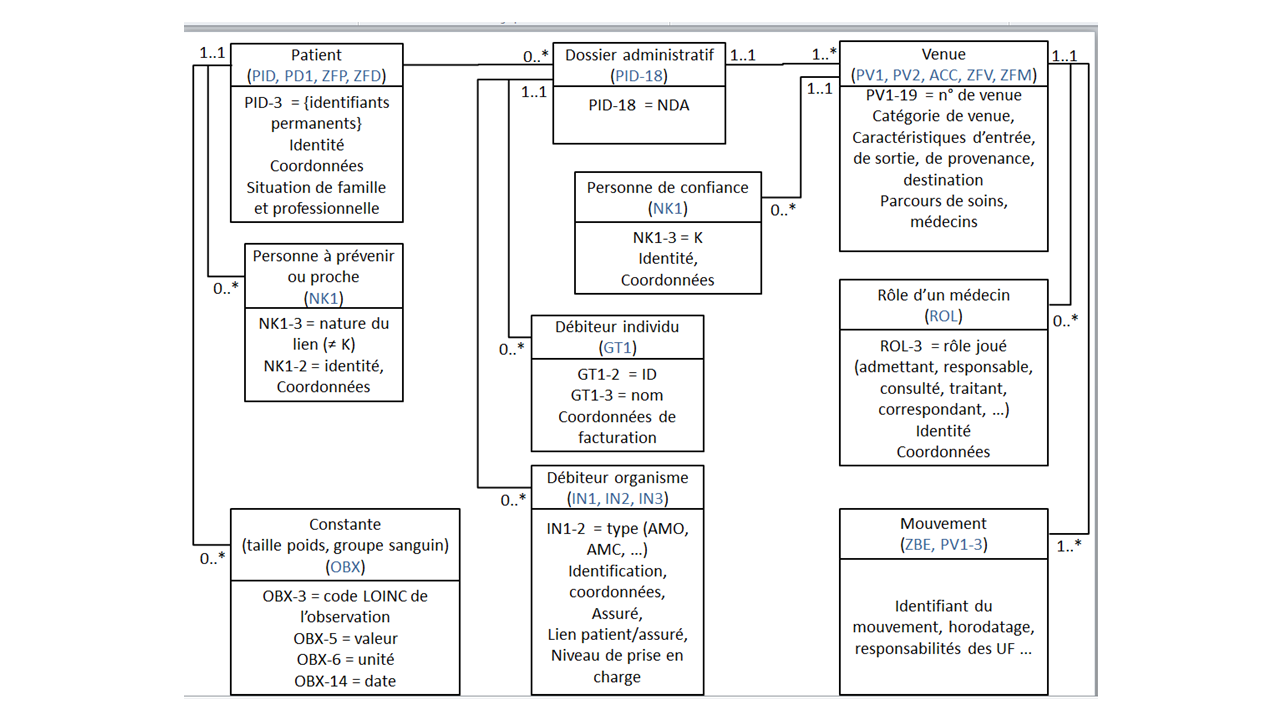 1..1
Patient
(PID, PD1, ZFP, ZFD)
PID-3 = {identifiants
permanents}
Identité
Coordonnées
Situation de famille
et professionnelle
0..*
Dossier administratif
(PID-18)
1..1
1..1
PID-18 = NDA
1..*
Venue
(PV1, PV2, ACC, ZFV, ZFM)
1..1
1..1
PV1-19 = n° de venue
Catégorie de venue,
Caractéristiques d’entrée,
de sortie, de provenance,
destination
Parcours de soins,
médecins
Personne de confiance
(NK1)
0..*
NK1-3 = K
Identité,
Coordonnées
Personne à prévenir
ou proche
(NK1)
0..*
NK1-3 = nature du
lien (≠ K)
NK1-2 = identité,
Coordonnées
Débiteur individu
(GT1)
0..*
GT1-2 = ID
GT1-3 = nom
Coordonnées de
facturation
Rôle d’un médecin
(ROL)
0..*
ROL-3 = rôle joué
(admettant, responsable,
consulté, traitant,
correspondant, …)
Identité
Coordonnées
Débiteur organisme
(IN1, IN2, IN3)
0..*
IN1-2 = type (AMO,
AMC, …)
Identification,
coordonnées,
Assuré,
Lien patient/assuré,
Niveau de prise en
charge
Constante
(taille poids, groupe sanguin)
(OBX)
0..*
OBX-3 = code LOINC de
l’observation
OBX-5 = valeur
OBX-6 = unité
OBX-14 = date
Mouvement
(ZBE, PV1-3)
1..*
Identifiant du
mouvement, horodatage,
responsabilités des UF …